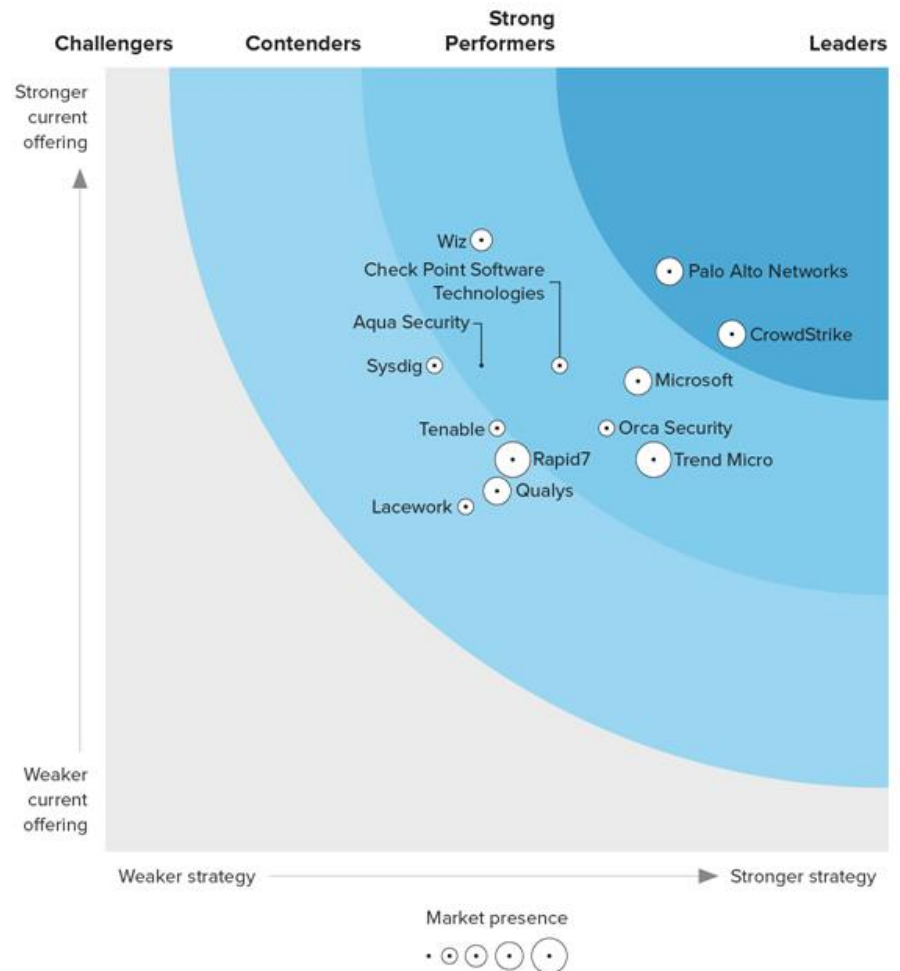 Strong
Challengers Contenders Performers Leaders
Stronger
current
offering
Wiz
Check Point Software
Technologies
Palo Alto Networks
Aqua Security
CrowdStrike
Sysdig
Microsoft
Tenable
Orca Security
Rapid7
Trend Micro
Qualys
Lacework
Weaker
current
offering
Weaker strategy
Stronger strategy
Market presence